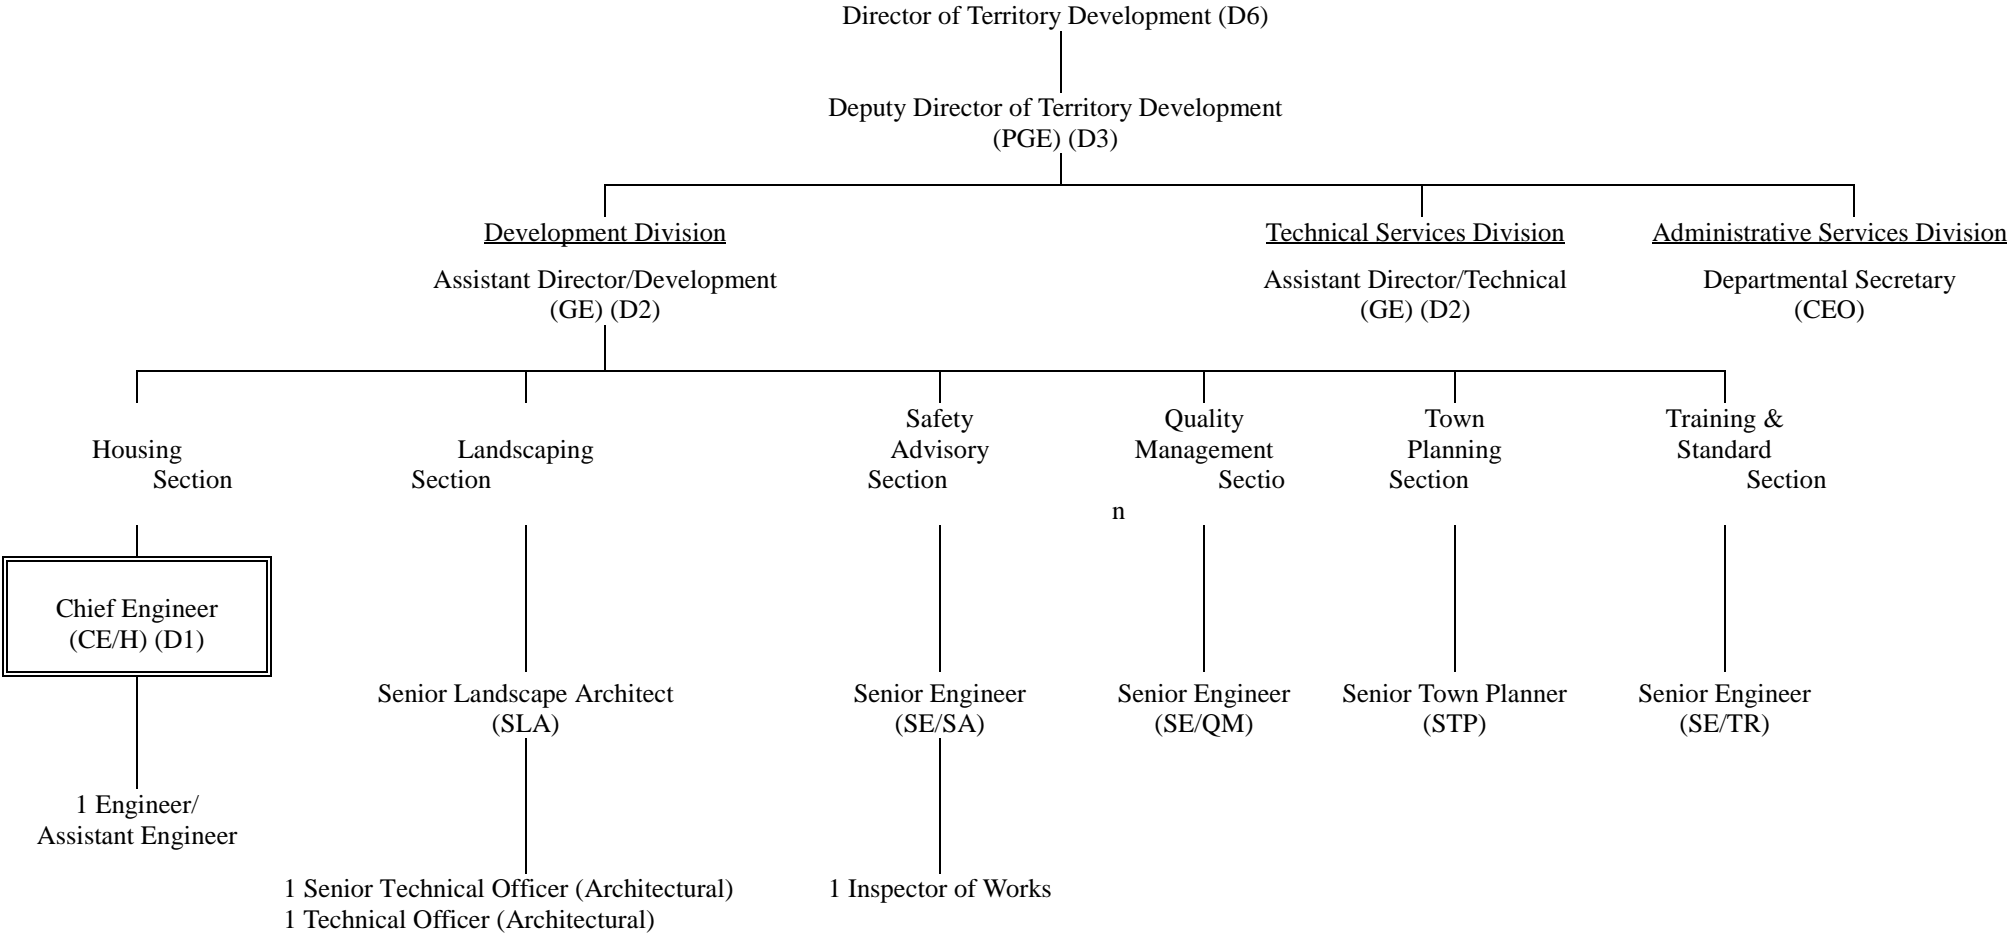 Director of Territory Development (D6)
Deputy Director of Territory Development
(PGE) (D3)
Development Division
Technical Services Division
Administrative Services Division
Assistant Director/Development
(GE) (D2)
Assistant Director/Technical
(GE) (D2)
Departmental Secretary
(CEO)
Housing
Section
Landscaping
Section
Safety
Advisory
Section
Quality
Management
Sectio
n
Town
Planning
Section
Training &
Standard
Section
Chief Engineer
(CE/H) (D1)
Senior Landscape Architect
(SLA)
Senior Engineer
(SE/SA)
Senior Engineer
(SE/QM)
Senior Town Planner
(STP)
Senior Engineer
(SE/TR)
1 Engineer/
Assistant Engineer
1 Senior Technical Officer (Architectural)
1 Technical Officer (Architectural)
1 Inspector of Works